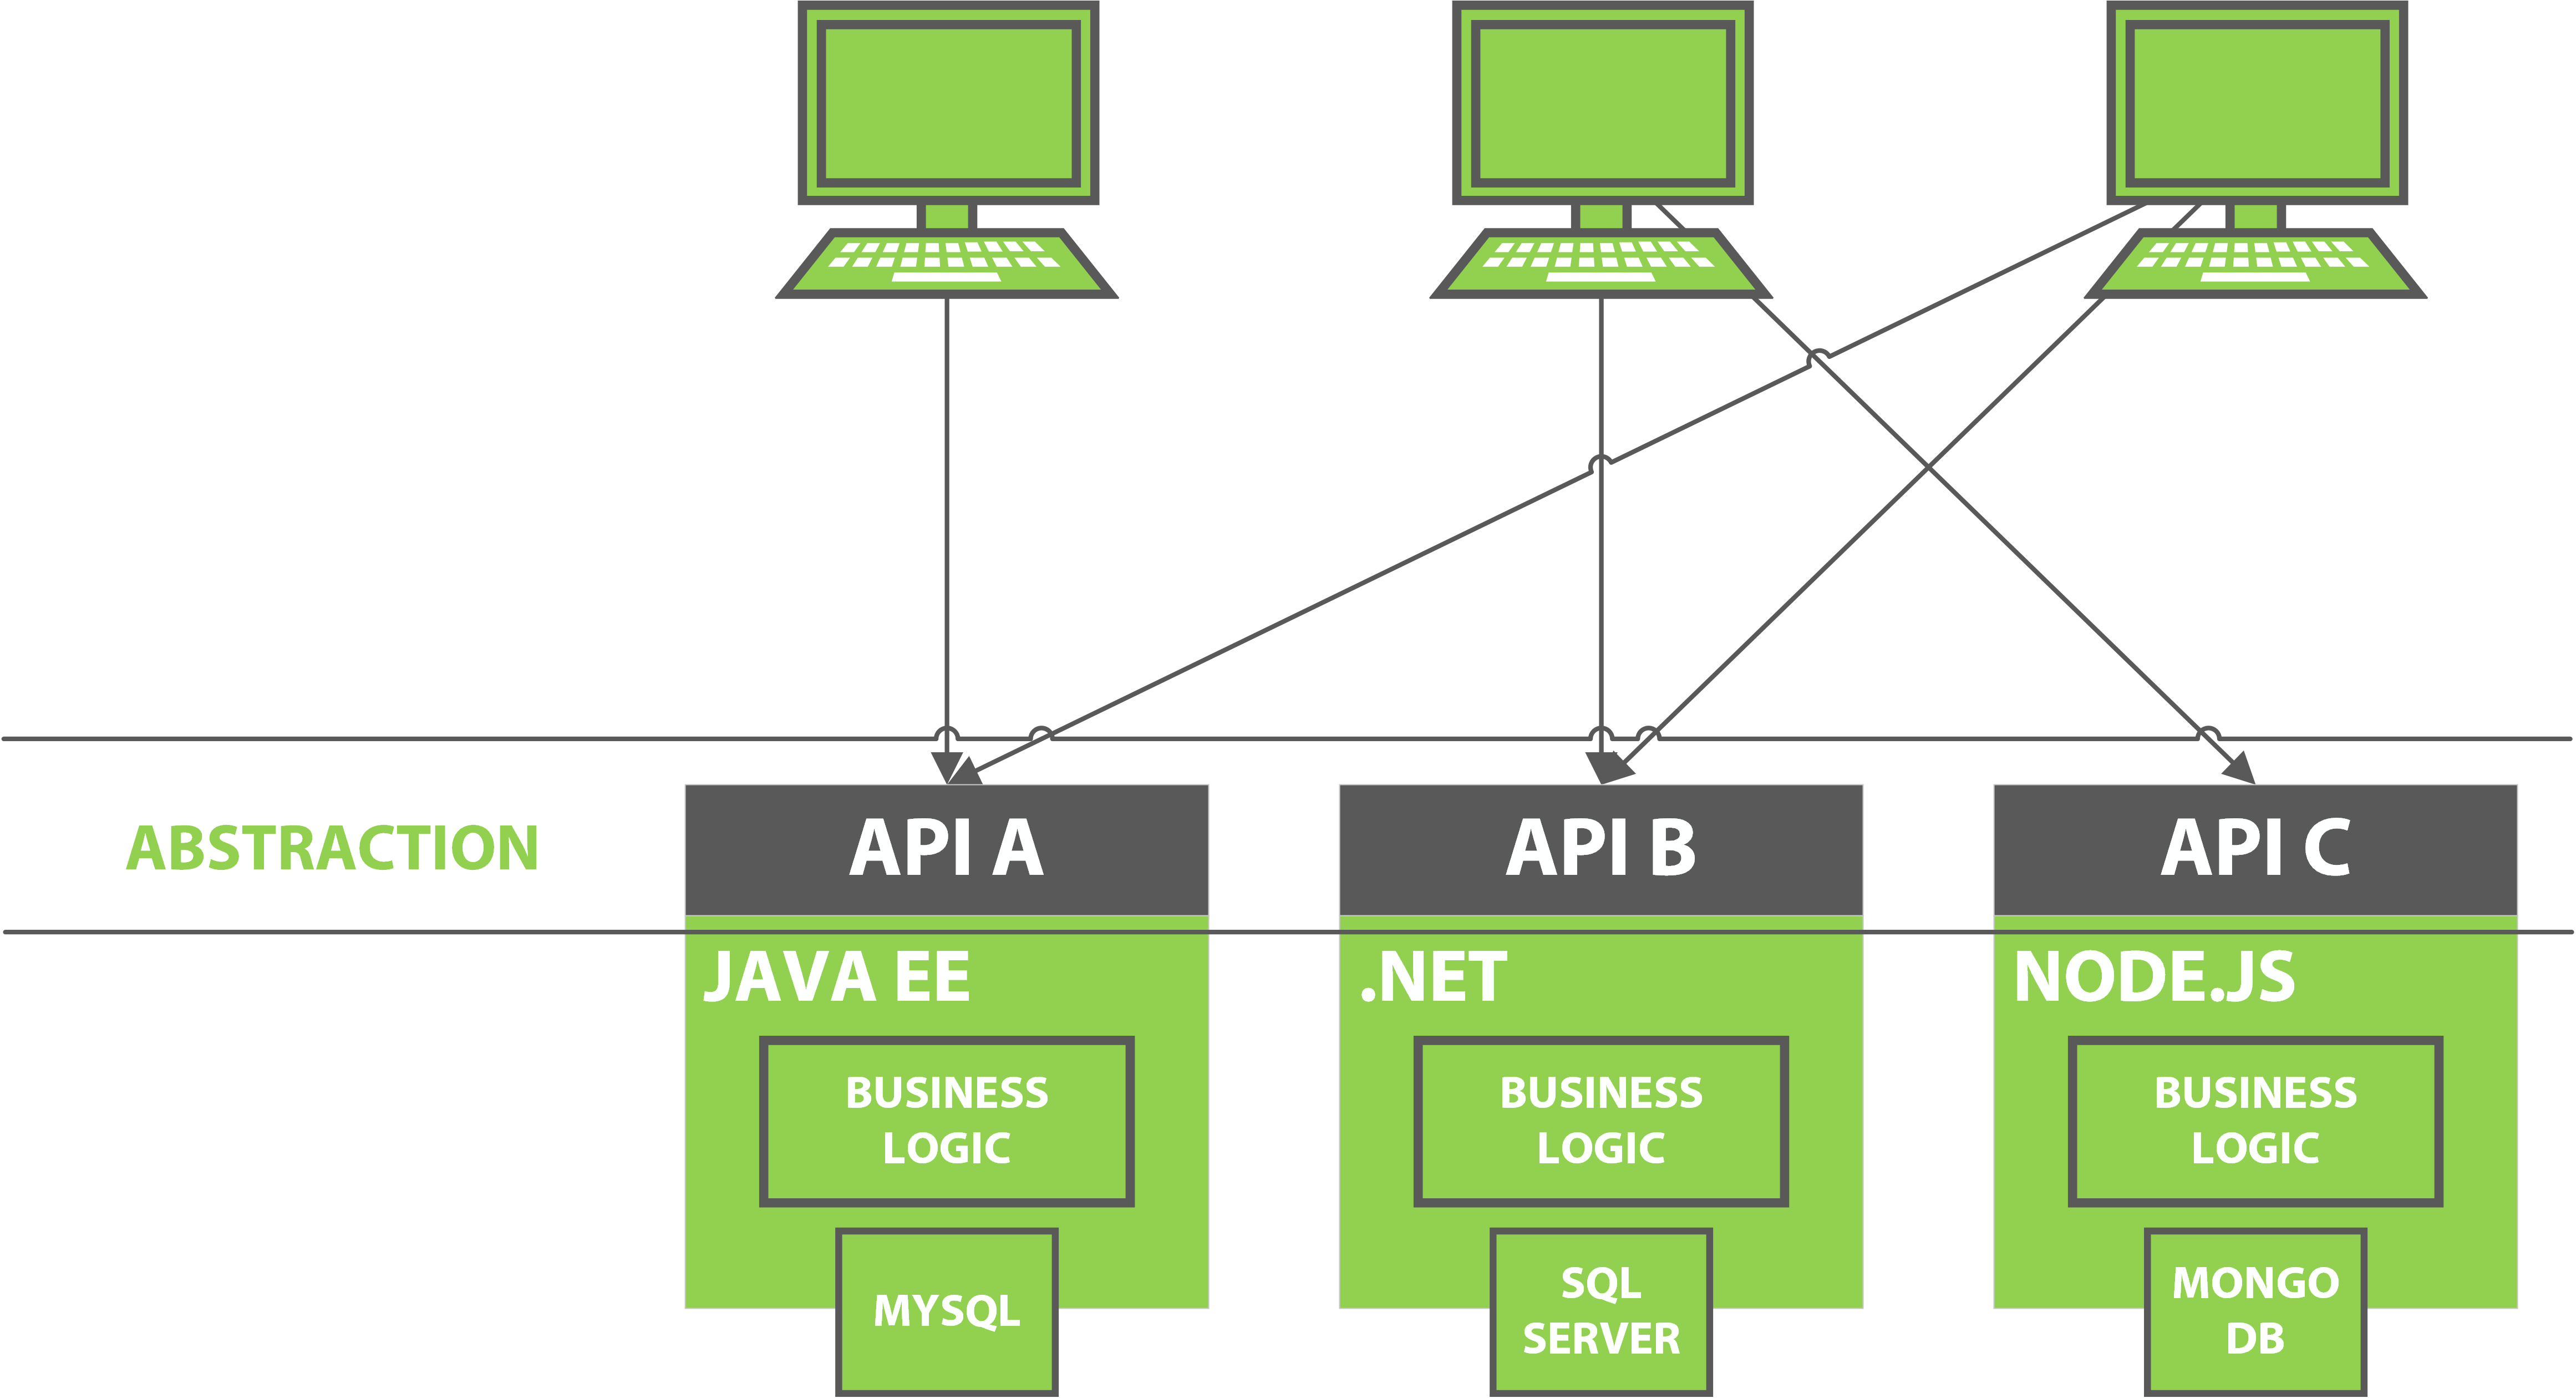 ABSTRACTION
API A
API B
API C
JAVA EE
.NET
NODE.JS
BUSINESS
LOGIC
BUSINESS
LOGIC
BUSINESS
LOGIC
MYSQL
SQL
SERVER
MONGO
DB